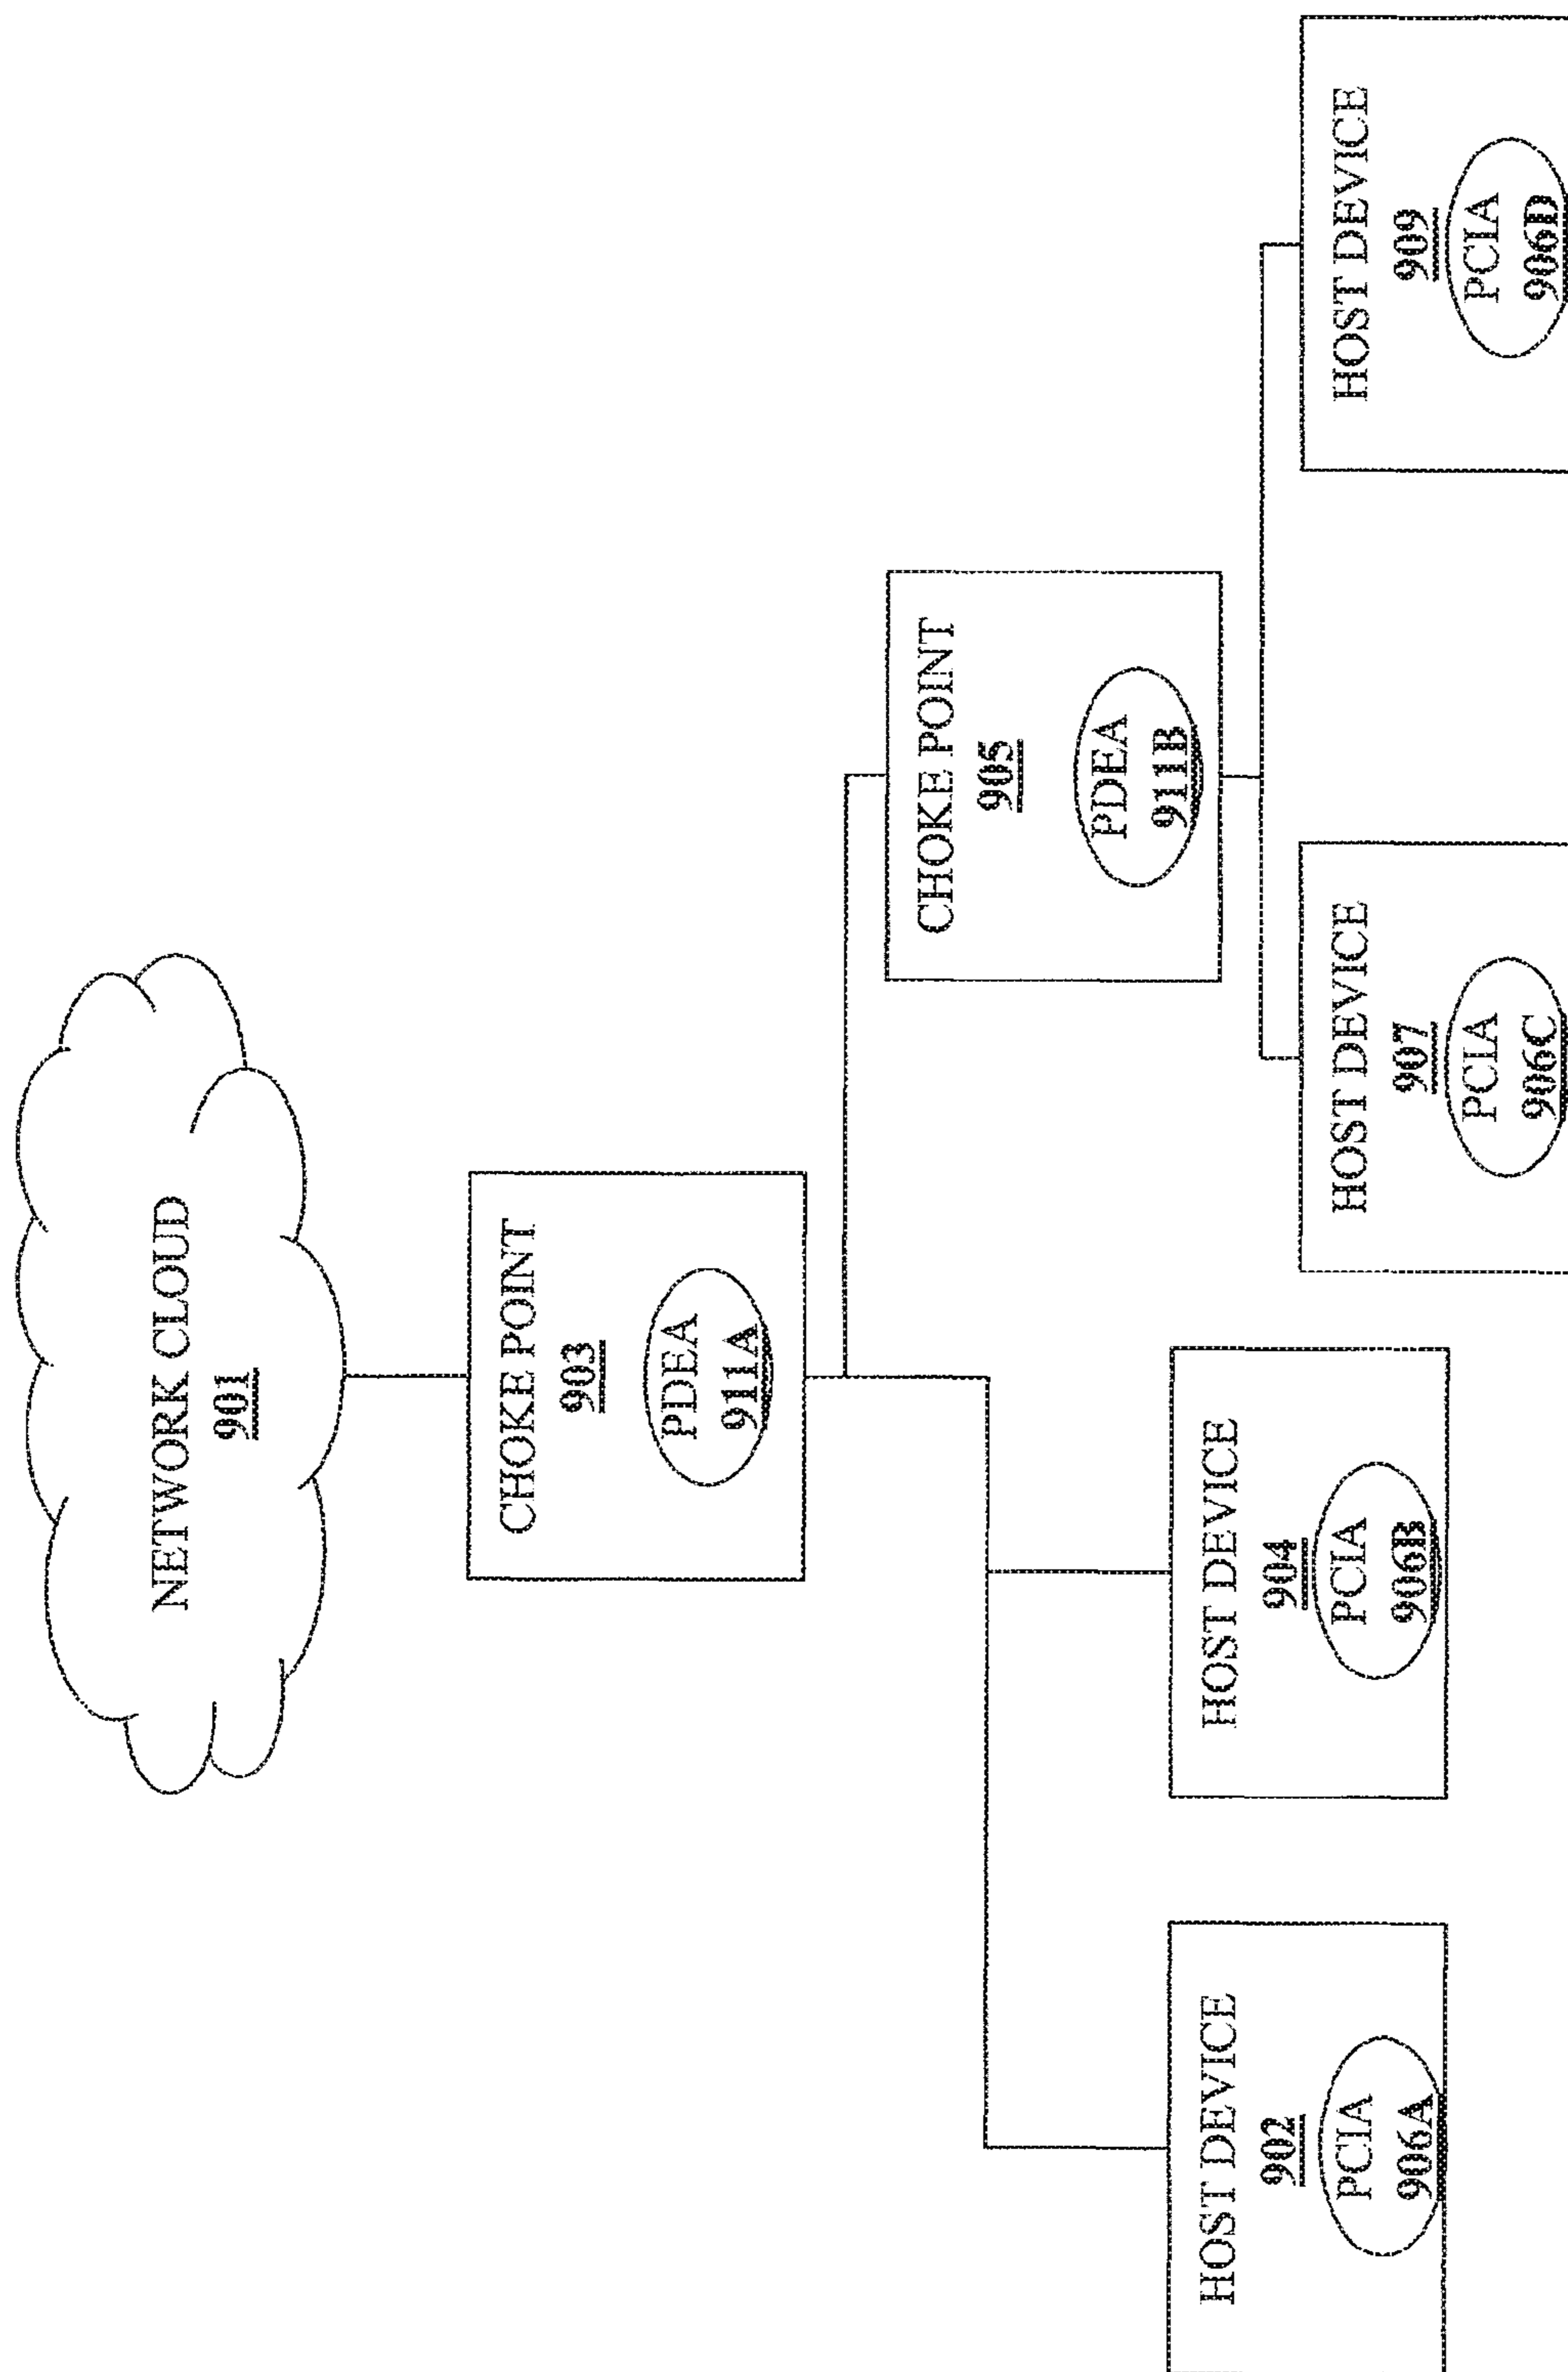 NETWORK CLOUD
901
CHOKE POINT
903
PDEA
911A
CHOKE POINT
905
PDEA
911B
HOST DEVICE
902
PCIA
906A
HOST DEVICE
904
PCIA
906B
HOST DEVICE
907
PCIA
906C
HOST DEVICE
909
PCIA
906D